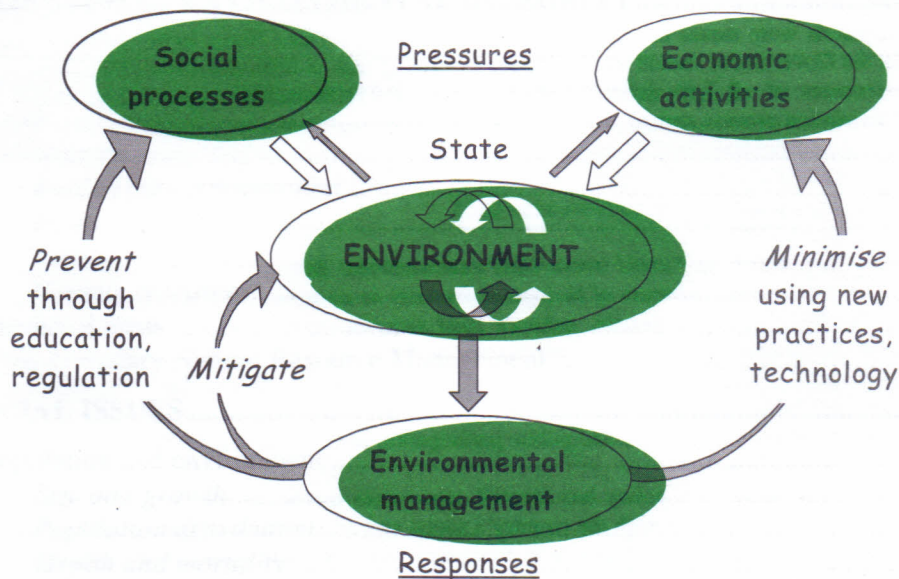 Social
processes
Pressures
Economic
activities
State
ENVIRONMENT
Prevent
through
education,
regulation
Mitigate
Minimise
using new
practices,
technology
Environmental
management
Responses